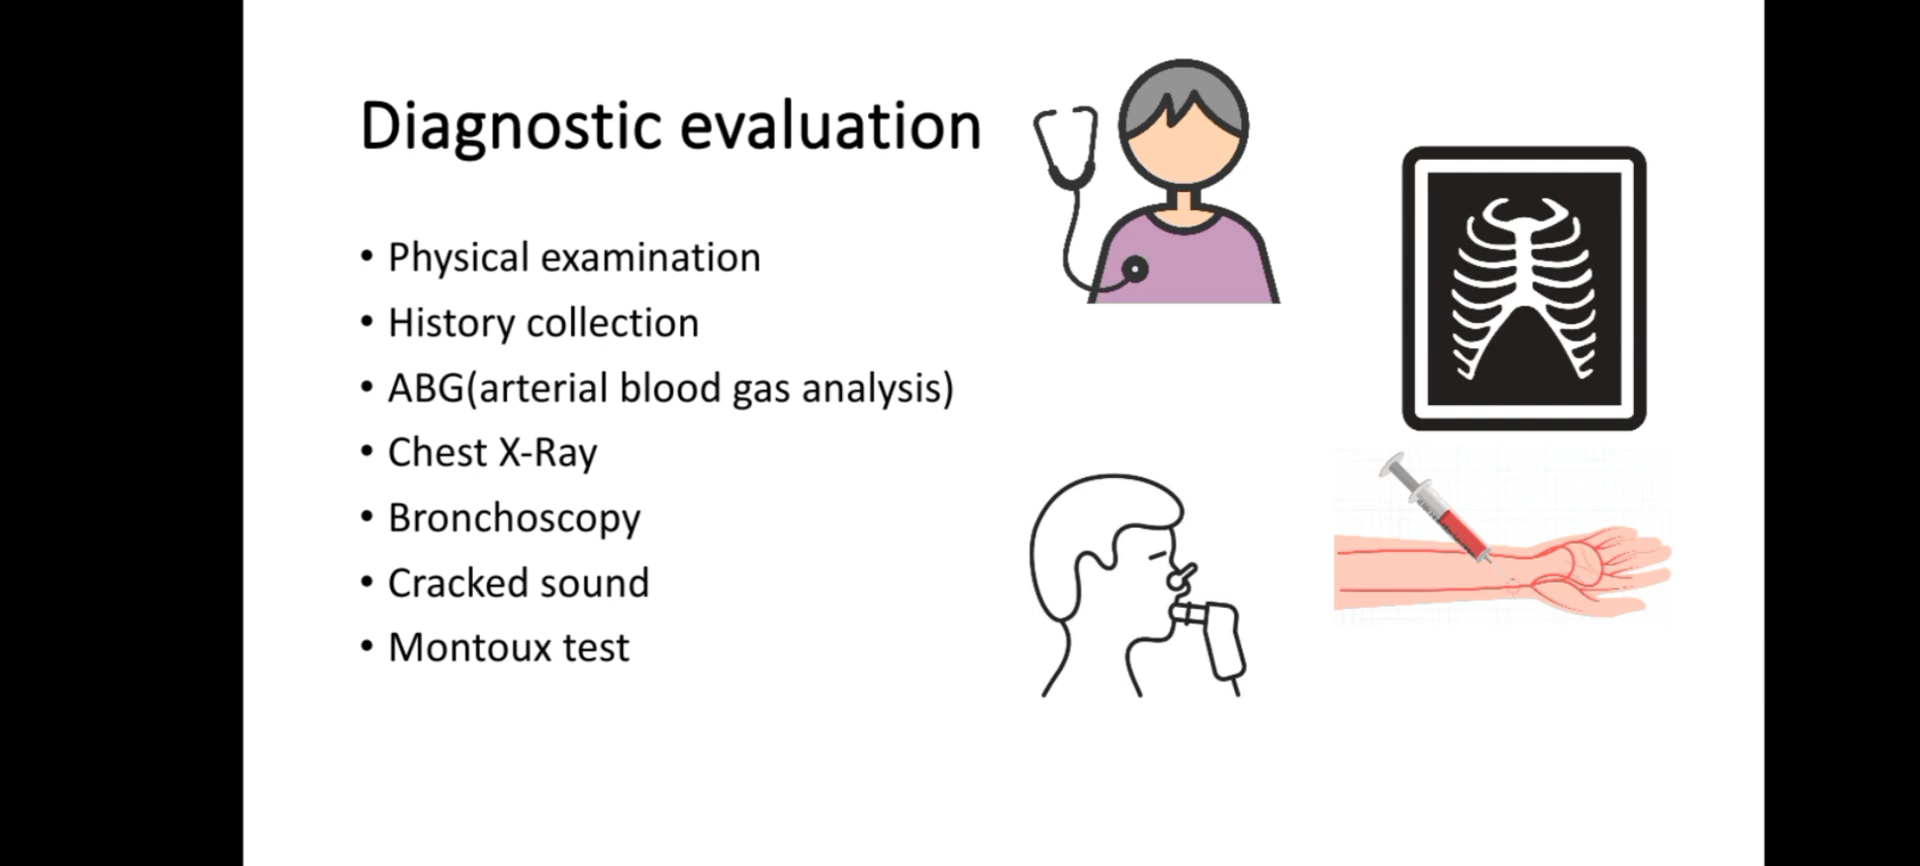 Diagnostic evaluation
• Physical examination
• History collection
• ABG(arterial blood gas analysis)
• Chest X-Ray
• Bronchoscopy
• Cracked sound
• Montoux test